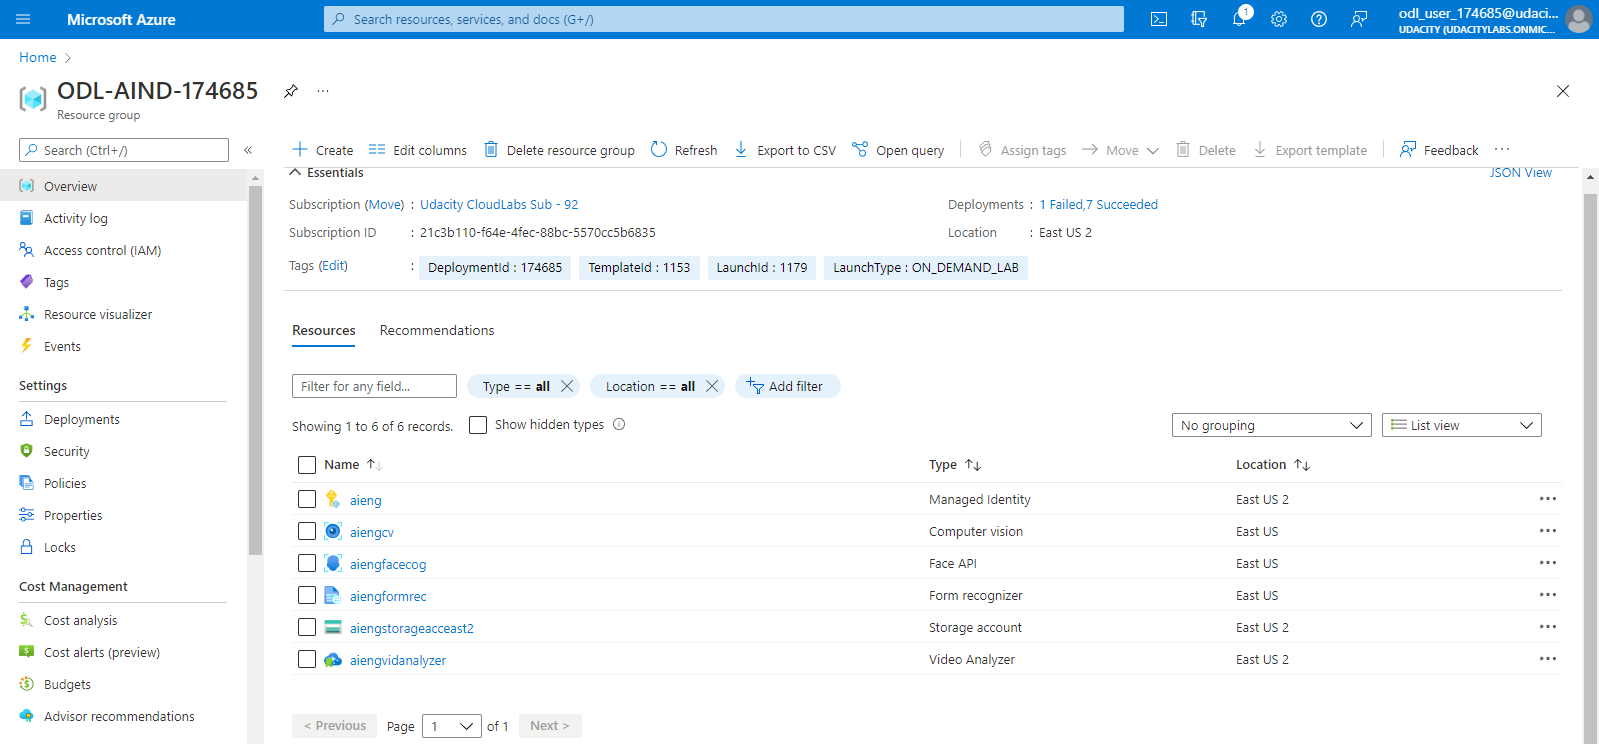 Microsoft Azure
Search resources, services, and docs (G+/)
1
odl_user_174685@udaci...
UDACITY (UDACITYLABS.ONMIC...
Home
ODL-AIND-174685
Resource group
Search (Ctrl+/)
Create
Edit columns
Delete resource group
Refresh
Export to CSV
Open query
Assign tags
Move
Delete
Export template
Feedback
Overview
Activity log
Access control (IAM)
Tags
Resource visualizer
Events
Settings
Deployments
Security
Policies
Properties
Locks
Cost Management
Cost analysis
Cost alerts (preview)
Budgets
Advisor recommendations
Essentials
JSON View
Subscription (Move) : Udacity CloudLabs Sub - 92
Deployments : 1 Failed,7 Succeeded
Subscription ID : 21c3b110-f64e-4fec-88bc-5570cc5b6835
Location : East US 2
Tags (Edit) : DeploymentId : 174685 TemplateId : 1153 LaunchId : 1179 LaunchType : ON_DEMAND_LAB
Resources Recommendations
Filter for any field...
Type == all
Location == all
Add filter
Showing 1 to 6 of 6 records.
Show hidden types
No grouping
List view
Name Type Location
aieng Managed Identity East US 2
aiengcv Computer vision East US
aiengfacecog Face API East US
aiengformrec Form recognizer East US
aiengstorageacceast2 Storage account East US 2
aiengvidanalyzer Video Analyzer East US 2
< Previous Page 1 of 1 Next >